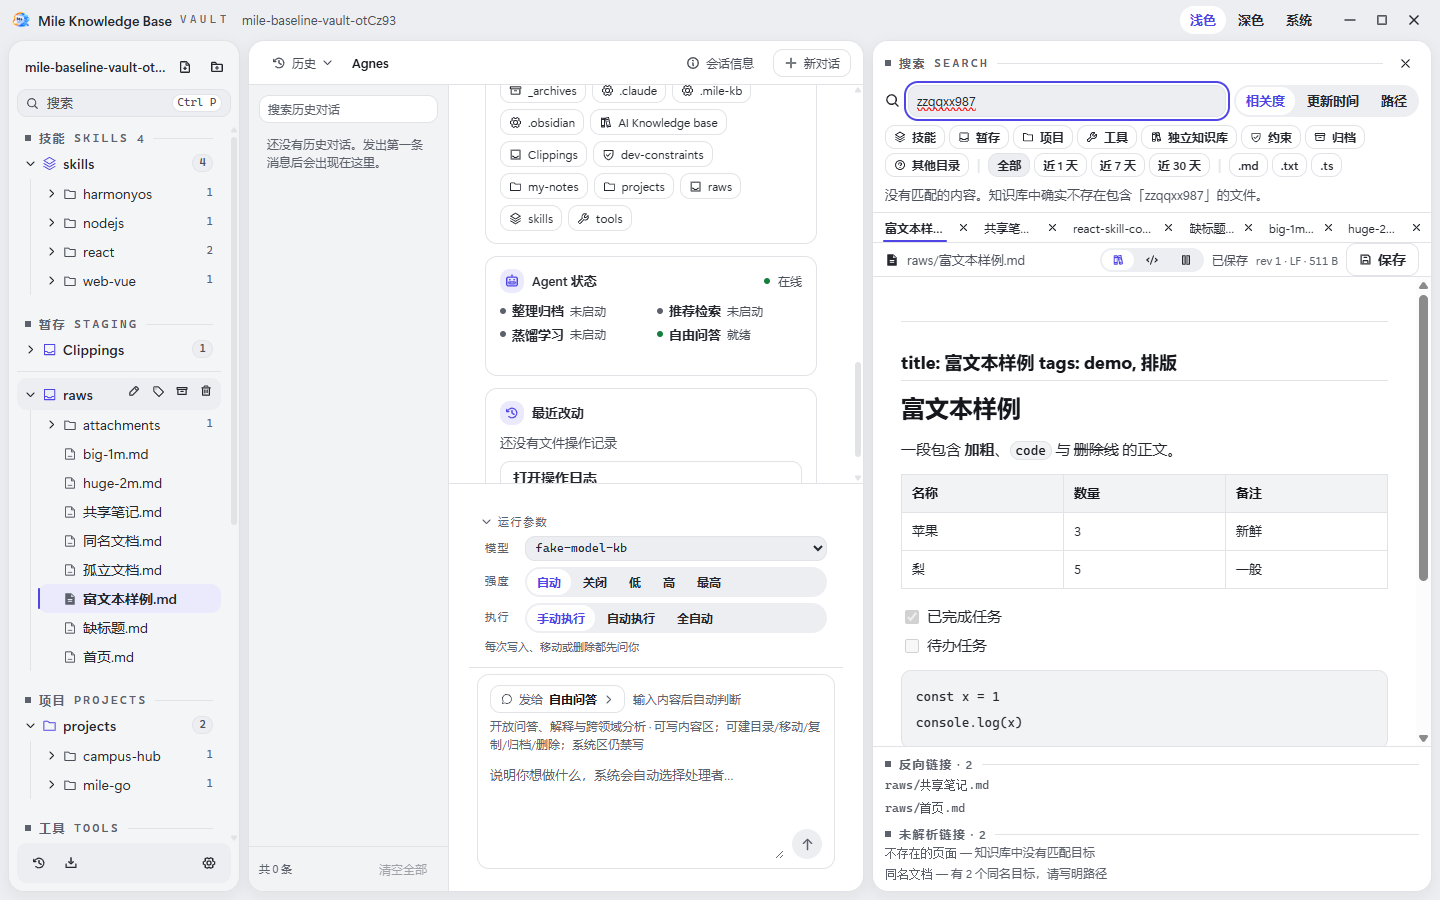 Mile Knowledge Base VAULT mile-baseline-vault-otCz93
浅色 深色 系统
mile-baseline-vault-ot...
搜索 Ctrl P
技能 SKILLS 4
skills 4
harmonyos 1
nodejs 1
react 2
web-vue 1
暂存 STAGING
Clippings 1
raws
attachments 1
big-1m.md
huge-2m.md
共享笔记.md
同名文档.md
孤立文档.md
富文本样例.md
缺标题.md
首页.md
项目 PROJECTS
projects 2
campus-hub 1
mile-go 1
工具 TOOLS
历史 Agnes 会话信息 新对话
搜索历史对话
还没有历史对话。发出第一条
消息后会出现在这里。
共 0 条 清空全部
_archives .claude .mile-kb
.obsidian AI Knowledge base
Clippings dev-constraints
my-notes projects raws
skills tools
Agent 状态 在线
整理归档 未启动 推荐检索 未启动
蒸馏学习 未启动 自由问答 就绪
最近改动
还没有文件操作记录
打开操作日志
运行参数
模型 fake-model-kb
强度 自动 关闭 低 高 最高
执行 手动执行 自动执行 全自动
每次写入、移动或删除都先问你
发给 自由问答 输入内容后自动判断
开放问答、解释与跨领域分析 · 可写内容区；可建目录/移动/复
制/归档/删除；系统区仍禁写
说明你想做什么，系统会自动选择处理者...
搜索 SEARCH
zzqqxx987 相关度 更新时间 路径
技能 暂存 项目 工具 独立知识库 约束 归档
其他目录 全部 近 1 天 近 7 天 近 30 天 .md .txt .ts
没有匹配的内容。知识库中确实不存在包含「zzqqxx987」的文件。
富文本样... 共享笔... react-skill-co... 缺标题... big-1m... huge-2...
raws/富文本样例.md 已保存 rev 1 · LF · 511 B 保存
title: 富文本样例 tags: demo, 排版
富文本样例
一段包含 加粗、 code 与 删除线 的正文。
名称 数量 备注
苹果 3 新鲜
梨 5 一般
已完成任务
待办任务
const x = 1
console.log(x)
反向链接 · 2
raws/共享笔记.md
raws/首页.md
未解析链接 · 2
不存在的页面 — 知识库中没有匹配目标
同名文档 — 有 2 个同名目标，请写明路径